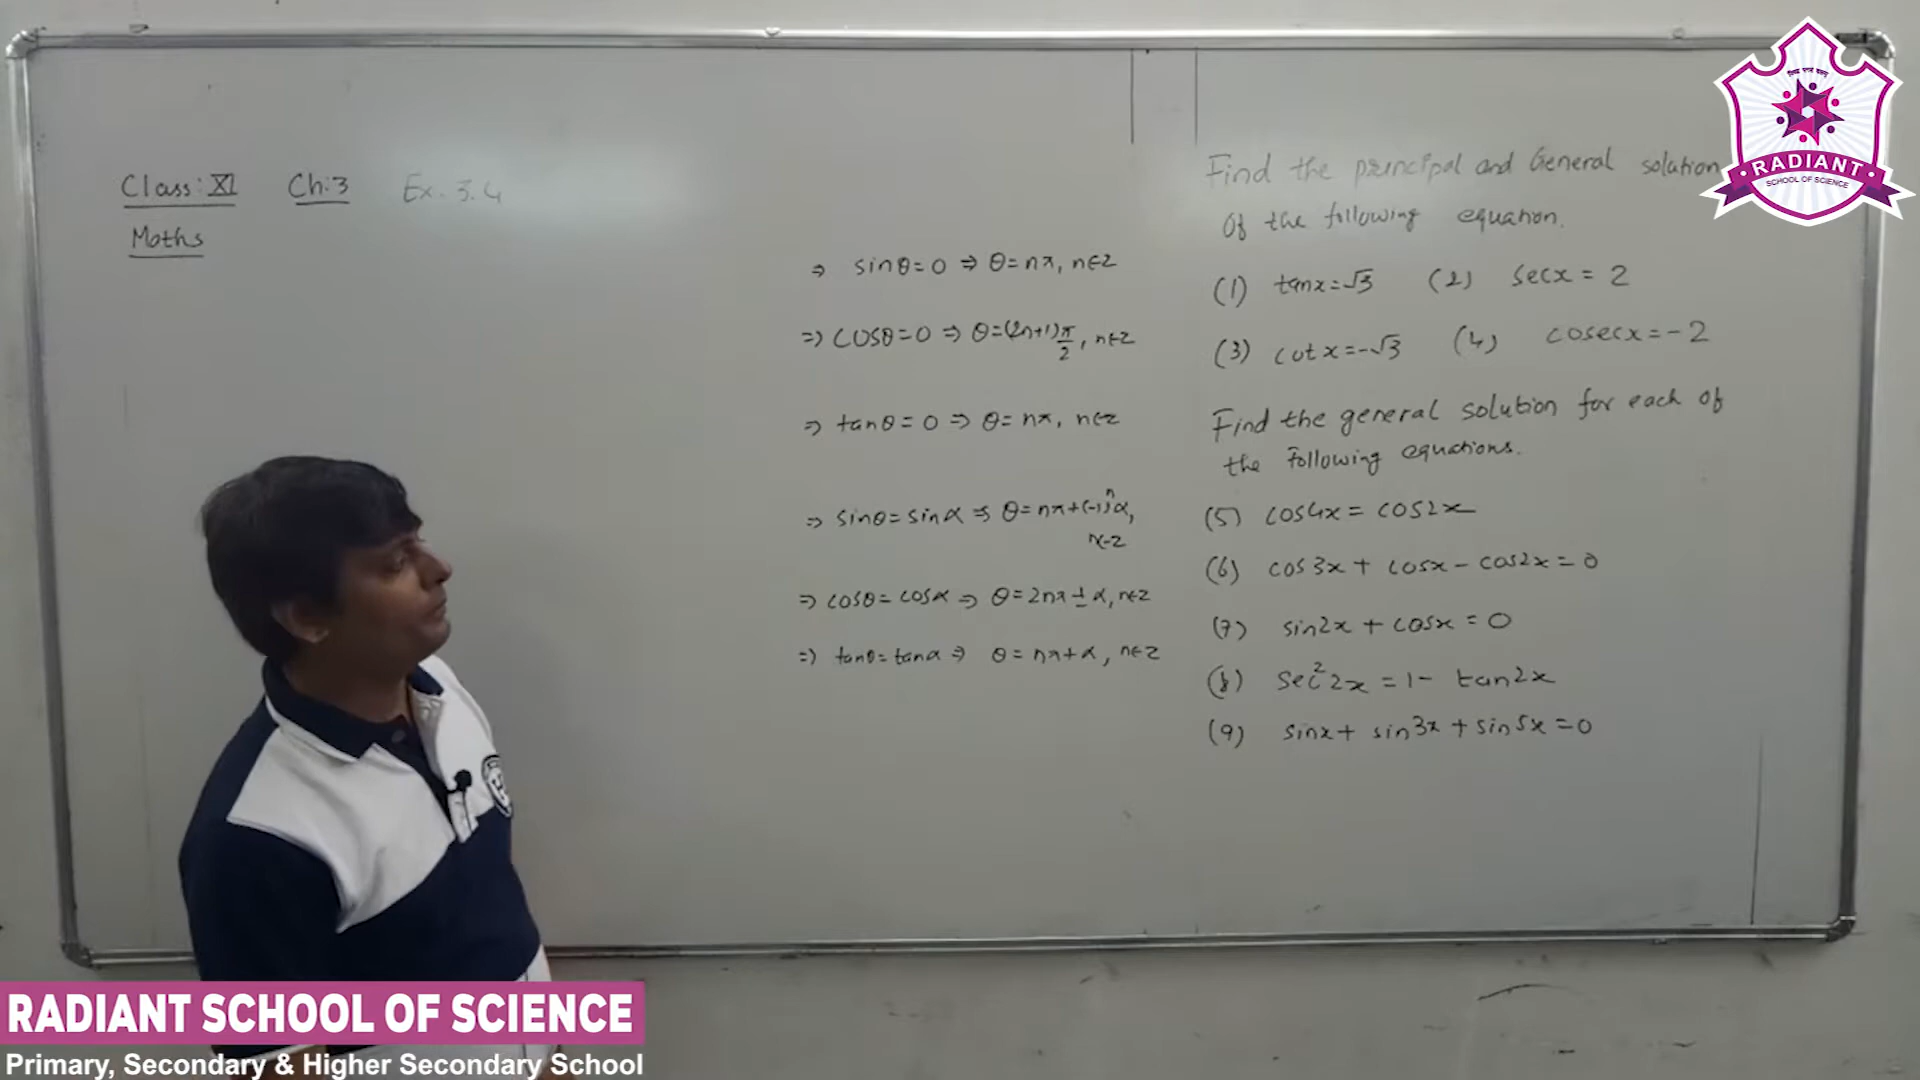 Class: XI Ch:3 Ex. 3.4
Maths
⇒ sinθ = 0 ⇒ θ = nπ, n∈Z
⇒ cosθ = 0 ⇒ θ = (2n+1)π/2, n∈Z
⇒ tanθ = 0 ⇒ θ = nπ, n∈Z
⇒ sinθ = sinα ⇒ θ = nπ + (-1)ⁿα,
n-Z
⇒ cosθ = cosα ⇒ θ = 2nπ ± α, n∈Z
⇒ tanθ = tanα ⇒ θ = nπ + α, n∈Z
Find the principal and General solution
Of the following equation.
(1) tanx = √3 (2) secx = 2
(3) cotx = -√3 (4) cosecx = -2
Find the general solution for each of
the following equations.
(5) cos4x = cos2x
(6) cos3x + cosx - cos2x = 0
(7) sin2x + cosx = 0
(8) sec²2x = 1 - tan2x
(9) sinx + sin3x + sin5x = 0
RADIANT
SCHOOL OF SCIENCE
RADIANT SCHOOL OF SCIENCE
Primary, Secondary & Higher Secondary School